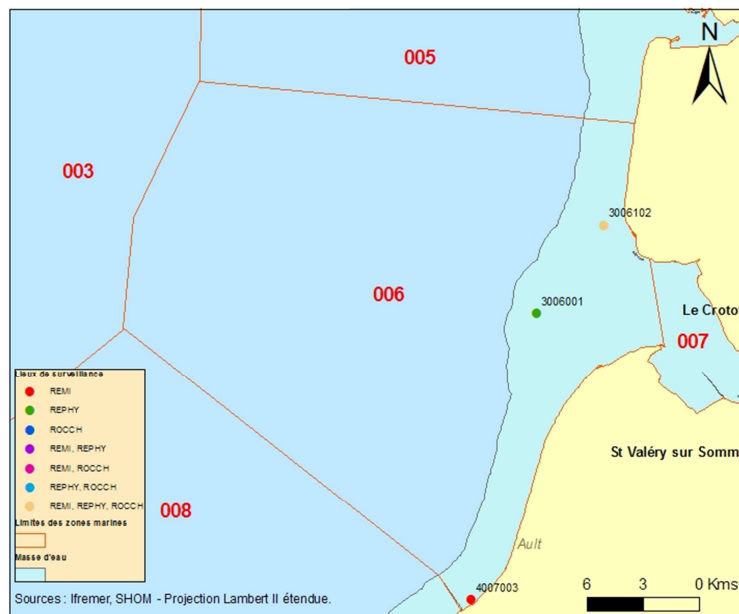 005
N
003
3006102
006
3006001
Le Croto
007
Lieux de surveillance
REMI
REPHY
ROCCH
REMI, REPHY
REMI, ROCCH
REPHY, ROCCH
REMI, REPHY, ROCCH
Limites des zones marines
Masse d'eau
St Valéry sur Somm
008
Ault
4007003
6 3 0 Kms
Sources : Ifremer, SHOM - Projection Lambert II étendue.